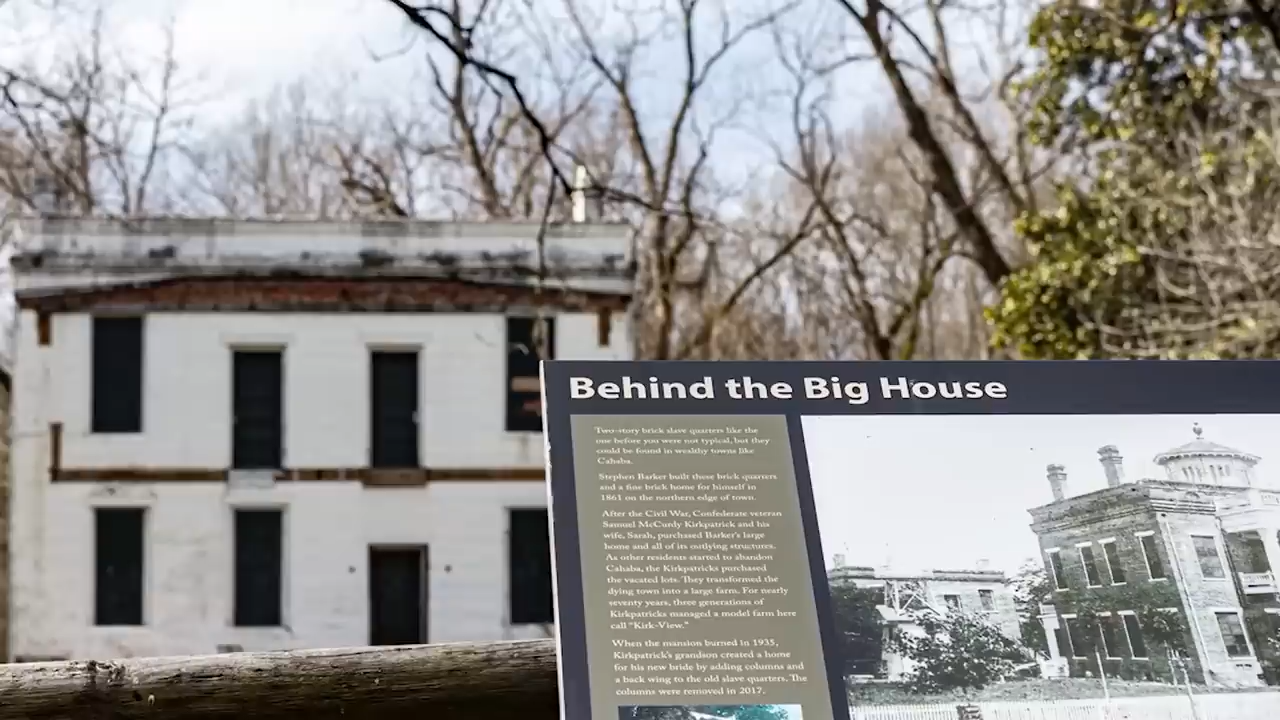 Behind the Big House
Two-story brick slave quarters like the
one before you were not typical, but they
could be found in wealthy towns like
Cahaba.
Stephen Barker built these brick quarters
and a fine brick home for himself in
1861 on the northern edge of town.
After the Civil War, Confederate veteran
Samuel McCurdy Kirkpatrick and his
wife, Sarah, purchased Barker's large
home and all of its outlying structures.
As other residents started to abandon
Cahaba, the Kirkpatricks purchased
the vacated lots. They transformed the
dying town into a large farm. For nearly
seventy years, three generations of
Kirkpatricks managed a model farm here
call "Kirk-View."
When the mansion burned in 1935,
Kirkpatrick's grandson created a home
for his new bride by adding columns and
a back wing to the old slave quarters. The
columns were removed in 2017.